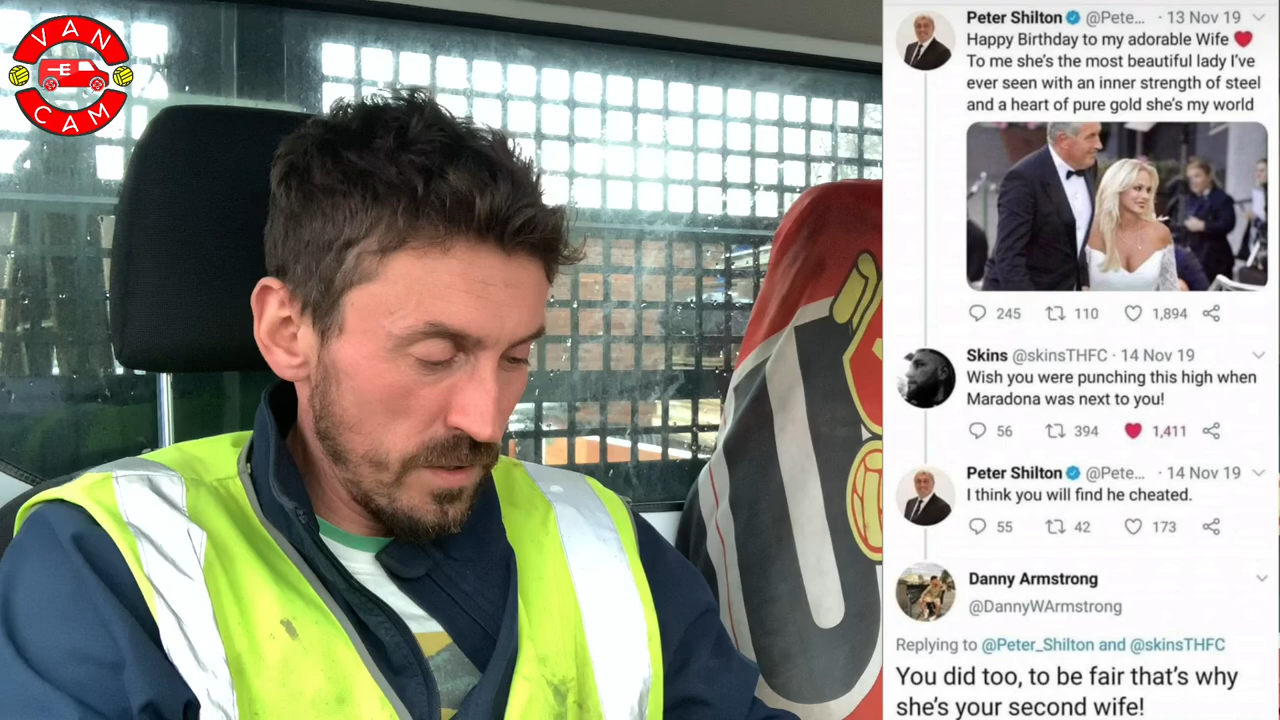 VAN
E
CAM
U
Peter Shilton @Pete... · 13 Nov 19
Happy Birthday to my adorable Wife ❤️
To me she's the most beautiful lady I've
ever seen with an inner strength of steel
and a heart of pure gold she's my world
245 110 1,894
Skins @skinsTHFC · 14 Nov 19
Wish you were punching this high when
Maradona was next to you!
56 394 1,411
Peter Shilton @Pete... · 14 Nov 19
I think you will find he cheated.
55 42 173
Danny Armstrong
@DannyWArmstrong
Replying to @Peter_Shilton and @skinsTHFC
You did too, to be fair that's why
she's your second wife!